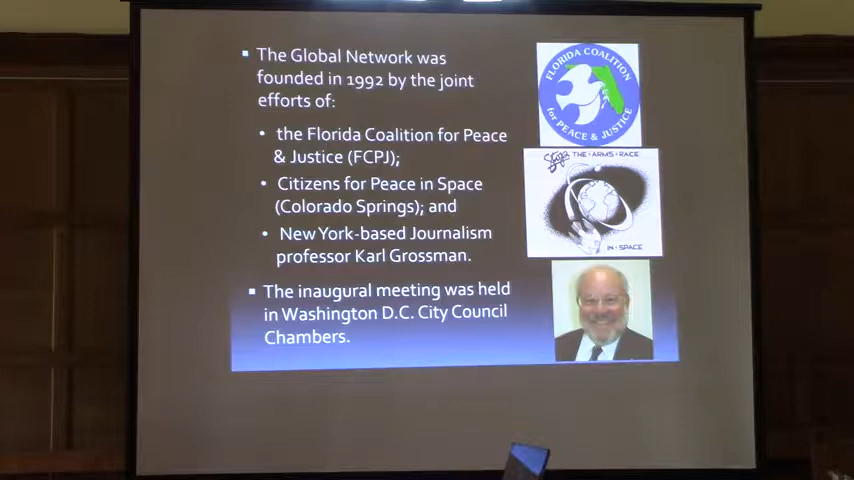 The Global Network was
founded in 1992 by the joint
efforts of:
the Florida Coalition for Peace
& Justice (FCPJ);
Citizens for Peace in Space
(Colorado Springs); and
New York-based Journalism
professor Karl Grossman.
The inaugural meeting was held
in Washington D.C. City Council
Chambers.
FLORIDA COALITION
for PEACE & JUSTICE
Stop THE • ARMS • RACE
IN • SPACE